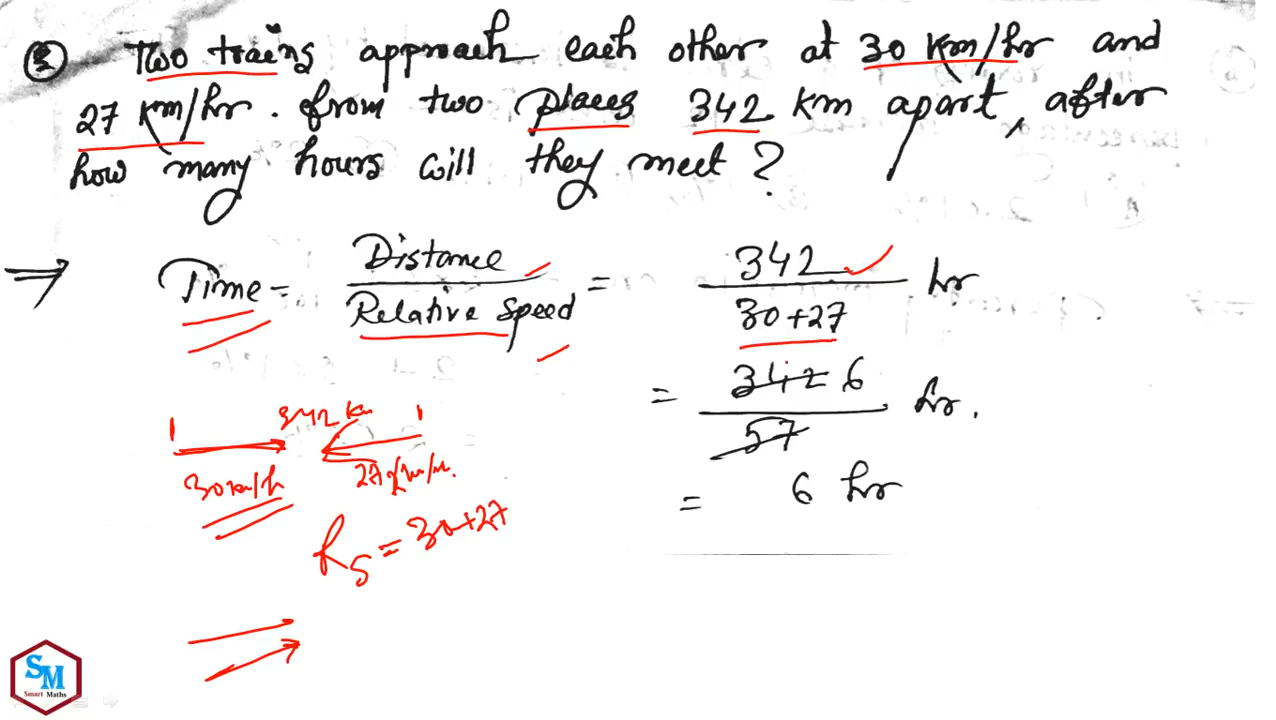 ② Two trains approach each other at 30 Km/hr and
27 Km/hr. from two places 342 km apart, after
how many hours will they meet ?
⇒ Time = Distance / Relative Speed = 342 / 30+27 hr
= 342 6 / 57 hr.
= 6 hr
342 km
30 km/h 27 km/h.
Rs = 30+27
SM
Smart Maths